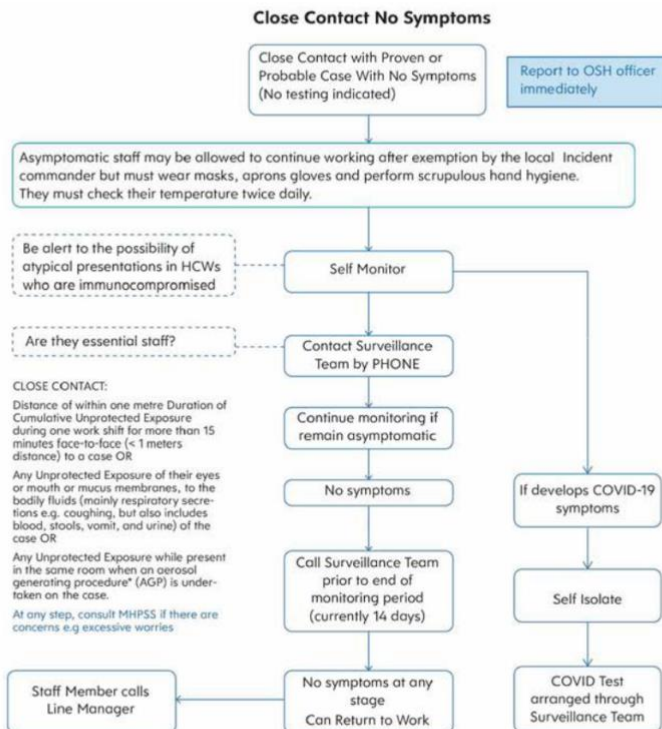 Close Contact No Symptoms
Close Contact with Proven or
Probable Case With No Symptoms
(No testing indicated)
Report to OSH officer
immediately
Asymptomatic staff may be allowed to continue working after exemption by the local Incident
commander but must wear masks, aprons gloves and perform scrupulous hand hygiene.
They must check their temperature twice daily.
Be alert to the possibility of
atypical presentations in HCWs
who are immunocompromised
Self Monitor
Are they essential staff?
Contact Surveillance
Team by PHONE
CLOSE CONTACT:
Distance of within one metre Duration of
Cumulative Unprotected Exposure
during one work shift for more than 15
minutes face-to-face (< 1 meters
distance) to a case OR
Any Unprotected Exposure of their eyes
or mouth or mucus membranes, to the
bodily fluids (mainly respiratory secre-
tions e.g. coughing, but also includes
blood, stools, vomit, and urine) of the
case OR
Any Unprotected Exposure while present
in the same room when an aerosol
generating procedure* (AGP) is under-
taken on the case.
At any step, consult MHPSS if there are
concerns e.g excessive worries
Continue monitoring if
remain asymptomatic
No symptoms
If develops COVID-19
symptoms
Call Surveillance Team
prior to end of
monitoring period
(currently 14 days)
Self Isolate
Staff Member calls
Line Manager
No symptoms at any
stage
Can Return to Work
COVID Test
arranged through
Surveillance Team